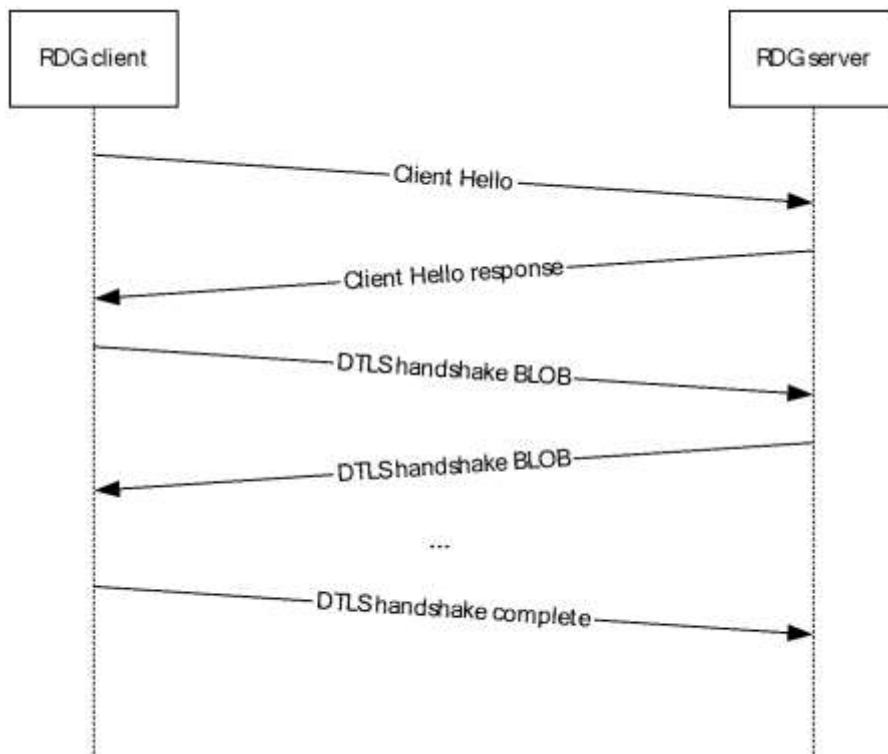 RDG client
RDG server
Client Hello
Client Hello response
DTLS handshake BLOB
DTLS handshake BLOB
...
DTLS handshake complete